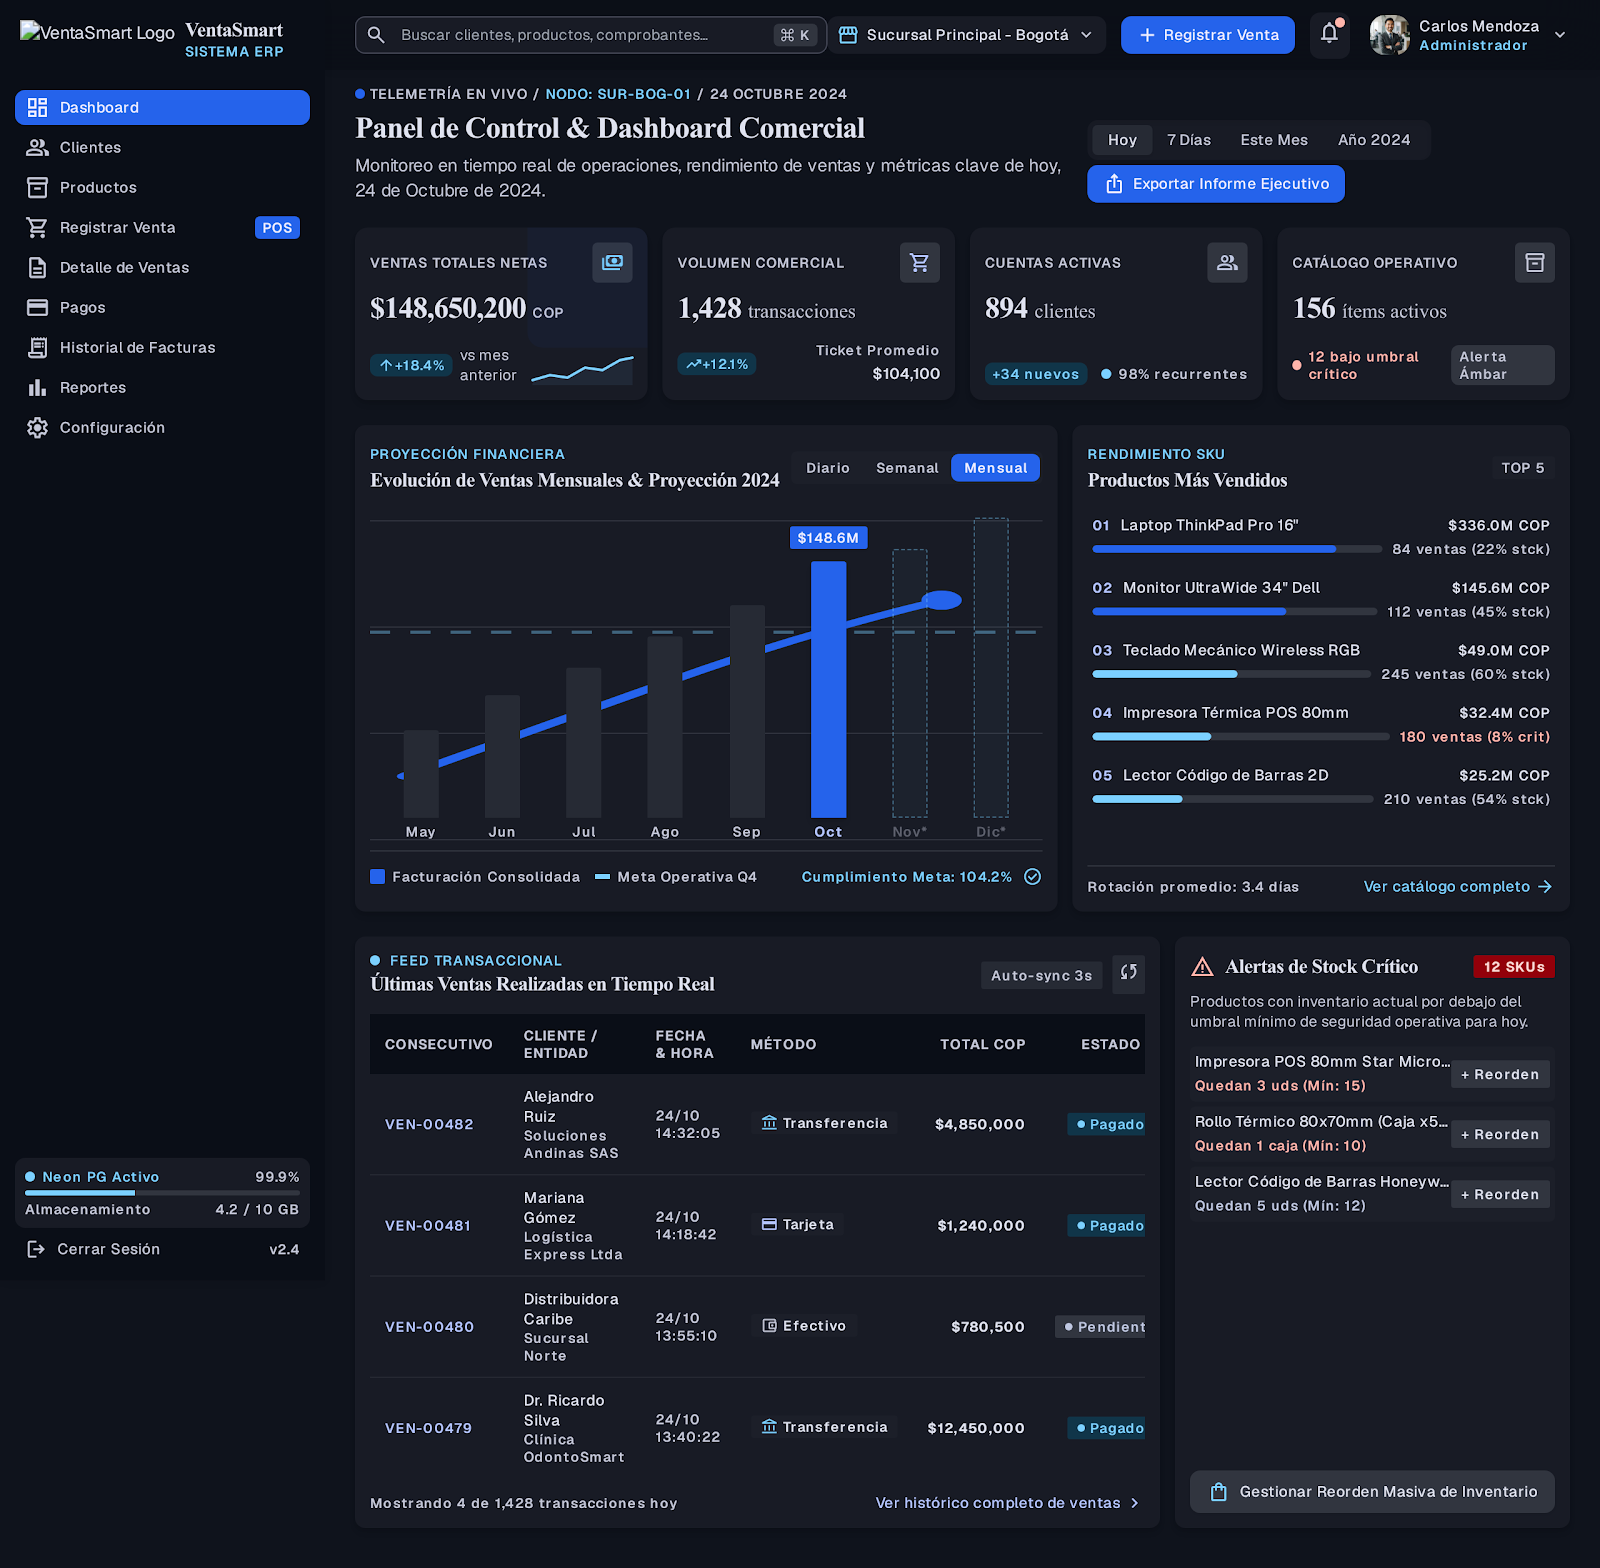 VentaSmart Logo
VentaSmart
SISTEMA ERP
Dashboard
Clientes
Productos
Registrar Venta
POS
Detalle de Ventas
Pagos
Historial de Facturas
Reportes
Configuración
Neon PG Activo 99.9%
Almacenamiento 4.2 / 10 GB
Cerrar Sesión v2.4
Buscar clientes, productos, comprobantes... ⌘ K
Sucursal Principal - Bogotá
Registrar Venta
Carlos Mendoza
Administrador
TELEMETRÍA EN VIVO / NODO: SUR-BOG-01 / 24 OCTUBRE 2024
Panel de Control & Dashboard Comercial
Monitoreo en tiempo real de operaciones, rendimiento de ventas y métricas clave de hoy,
24 de Octubre de 2024.
Hoy 7 Días Este Mes Año 2024
Exportar Informe Ejecutivo
VENTAS TOTALES NETAS
$148,650,200 COP
+18.4%
vs mes
anterior
VOLUMEN COMERCIAL
1,428 transacciones
+12.1%
Ticket Promedio
$104,100
CUENTAS ACTIVAS
894 clientes
+34 nuevos
98% recurrentes
CATÁLOGO OPERATIVO
156 ítems activos
12 bajo umbral
crítico
Alerta
Ámbar
PROYECCIÓN FINANCIERA
Evolución de Ventas Mensuales & Proyección 2024
Diario Semanal Mensual
$148.6M
May Jun Jul Ago Sep Oct Nov* Dic*
Facturación Consolidada
Meta Operativa Q4
Cumplimiento Meta: 104.2%
RENDIMIENTO SKU
Productos Más Vendidos
TOP 5
01 Laptop ThinkPad Pro 16" $336.0M COP
84 ventas (22% stck)
02 Monitor UltraWide 34" Dell $145.6M COP
112 ventas (45% stck)
03 Teclado Mecánico Wireless RGB $49.0M COP
245 ventas (60% stck)
04 Impresora Térmica POS 80mm $32.4M COP
180 ventas (8% crit)
05 Lector Código de Barras 2D $25.2M COP
210 ventas (54% stck)
Rotación promedio: 3.4 días
Ver catálogo completo
FEED TRANSACCIONAL
Últimas Ventas Realizadas en Tiempo Real
Auto-sync 3s
CONSECUTIVO
CLIENTE /
ENTIDAD
FECHA
& HORA
MÉTODO
TOTAL COP
ESTADO
VEN-00482
Alejandro
Ruiz
Soluciones
Andinas SAS
24/10
14:32:05
Transferencia
$4,850,000
Pagado
VEN-00481
Mariana
Gómez
Logística
Express Ltda
24/10
14:18:42
Tarjeta
$1,240,000
Pagado
VEN-00480
Distribuidora
Caribe
Sucursal
Norte
24/10
13:55:10
Efectivo
$780,500
Pendient
VEN-00479
Dr. Ricardo
Silva
Clínica
OdontoSmart
24/10
13:40:22
Transferencia
$12,450,000
Pagado
Mostrando 4 de 1,428 transacciones hoy
Ver histórico completo de ventas
Alertas de Stock Crítico
12 SKUs
Productos con inventario actual por debajo del
umbral mínimo de seguridad operativa para hoy.
Impresora POS 80mm Star Micro...
Quedan 3 uds (Mín: 15)
+ Reorden
Rollo Térmico 80x70mm (Caja x5...
Quedan 1 caja (Mín: 10)
+ Reorden
Lector Código de Barras Honeyw...
Quedan 5 uds (Mín: 12)
+ Reorden
Gestionar Reorden Masiva de Inventario